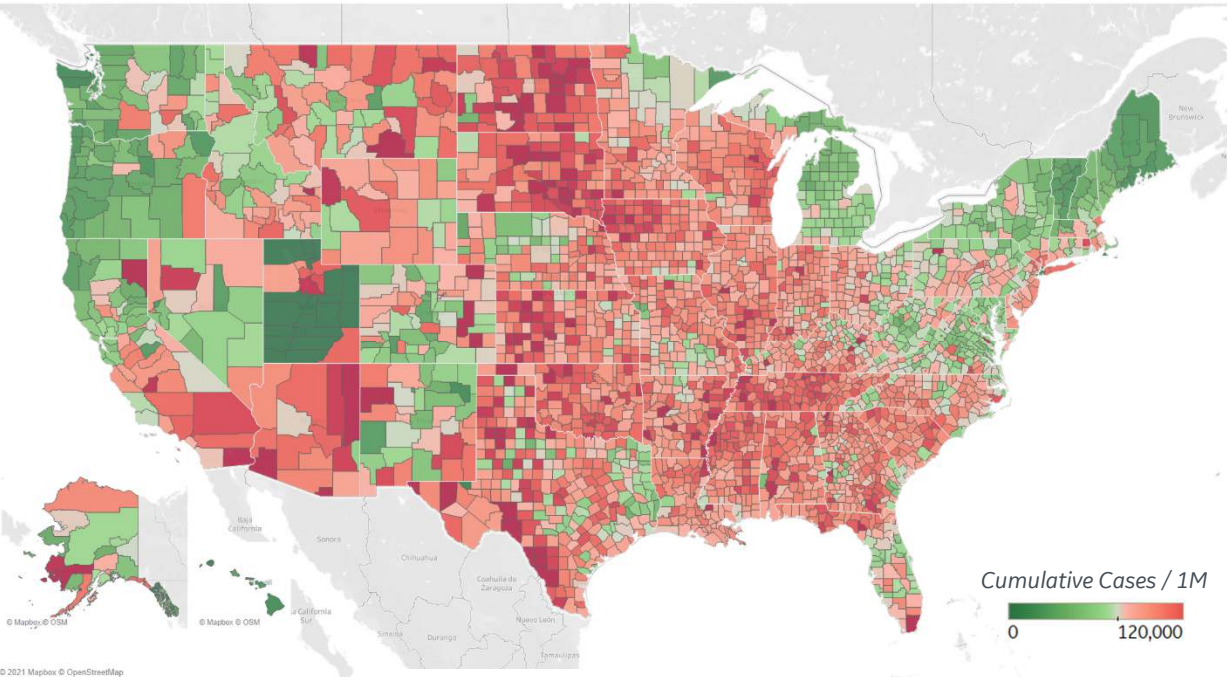 New
Brunswick
Baja
California
Sonora
Chihuahua
Coahuila de
Zaragoza
Nuevo León
a California
Sur
Sinaloa
Durango
Tamaulipas
Cumulative Cases / 1M
0
120,000
© Mapbox © OSM
© Mapbox © OSM
© 2021 Mapbox © OpenStreetMap